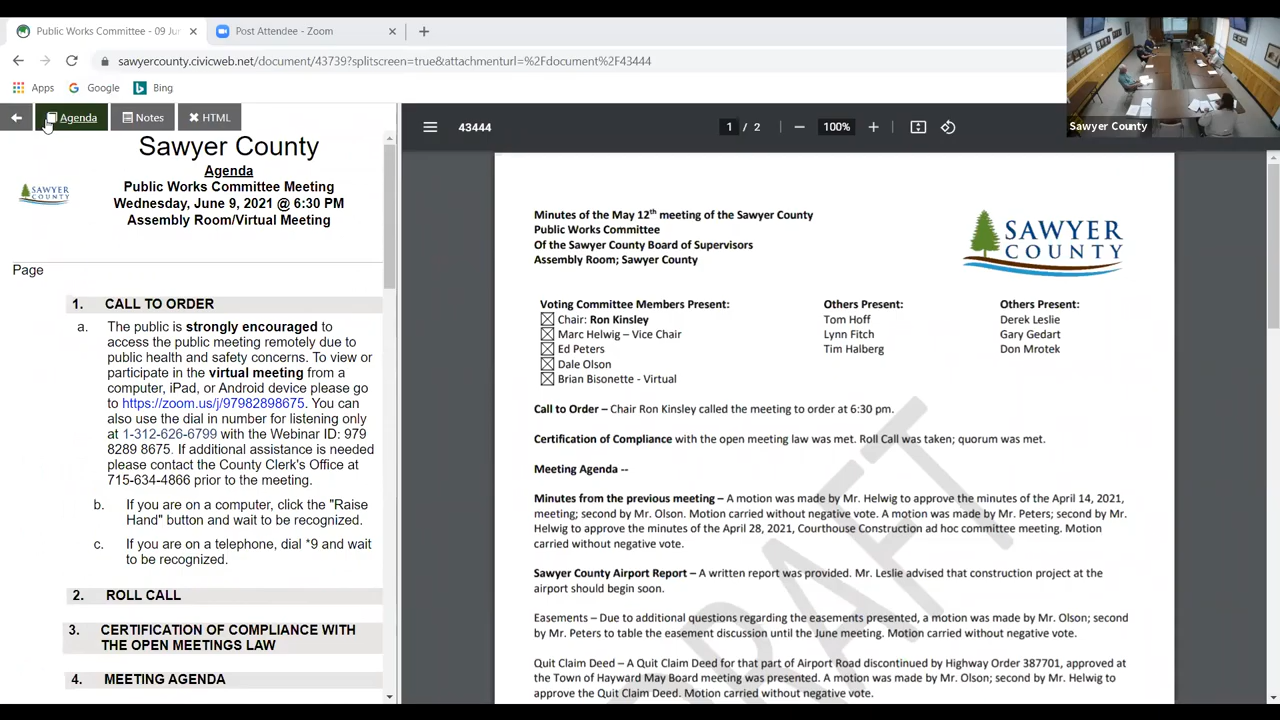 Public Works Committee - 09 Ju
Post Attendee - Zoom
sawyercounty.civicweb.net/document/43739?splitscreen=true&attachmenturl=%2Fdocument%2F43444
Apps
Google
Bing
Agenda
Notes
HTML
Sawyer County
Agenda
Public Works Committee Meeting
Wednesday, June 9, 2021 @ 6:30 PM
Assembly Room/Virtual Meeting
SAWYER
COUNTY
Page
1. CALL TO ORDER
a. The public is strongly encouraged to
access the public meeting remotely due to
public health and safety concerns. To view or
participate in the virtual meeting from a
computer, iPad, or Android device please go
to https://zoom.us/j/97982898675. You can
also use the dial in number for listening only
at 1-312-626-6799 with the Webinar ID: 979
8289 8675. If additional assistance is needed
please contact the County Clerk's Office at
715-634-4866 prior to the meeting.
b. If you are on a computer, click the "Raise
Hand" button and wait to be recognized.
c. If you are on a telephone, dial *9 and wait
to be recognized.
2. ROLL CALL
3. CERTIFICATION OF COMPLIANCE WITH
THE OPEN MEETINGS LAW
4. MEETING AGENDA
43444
1 / 2
100%
Sawyer County
Minutes of the May 12th meeting of the Sawyer County
Public Works Committee
Of the Sawyer County Board of Supervisors
Assembly Room; Sawyer County
SAWYER
COUNTY
Voting Committee Members Present: Others Present: Others Present:
Chair: Ron Kinsley Tom Hoff Derek Leslie
Marc Helwig – Vice Chair Lynn Fitch Gary Gedart
Ed Peters Tim Halberg Don Mrotek
Dale Olson
Brian Bisonette - Virtual
Call to Order – Chair Ron Kinsley called the meeting to order at 6:30 pm.
Certification of Compliance with the open meeting law was met. Roll Call was taken; quorum was met.
Meeting Agenda --
Minutes from the previous meeting – A motion was made by Mr. Helwig to approve the minutes of the April 14, 2021,
meeting; second by Mr. Olson. Motion carried without negative vote. A motion was made by Mr. Peters; second by Mr.
Helwig to approve the minutes of the April 28, 2021, Courthouse Construction ad hoc committee meeting. Motion
carried without negative vote.
Sawyer County Airport Report – A written report was provided. Mr. Leslie advised that construction project at the
airport should begin soon.
Easements – Due to additional questions regarding the easements presented, a motion was made by Mr. Olson; second
by Mr. Peters to table the easement discussion until the June meeting. Motion carried without negative vote.
Quit Claim Deed – A Quit Claim Deed for that part of Airport Road discontinued by Highway Order 387701, approved at
the Town of Hayward May Board meeting was presented. A motion was made by Mr. Olson; second by Mr. Helwig to
approve the Quit Claim Deed. Motion carried without negative vote.
DRAFT